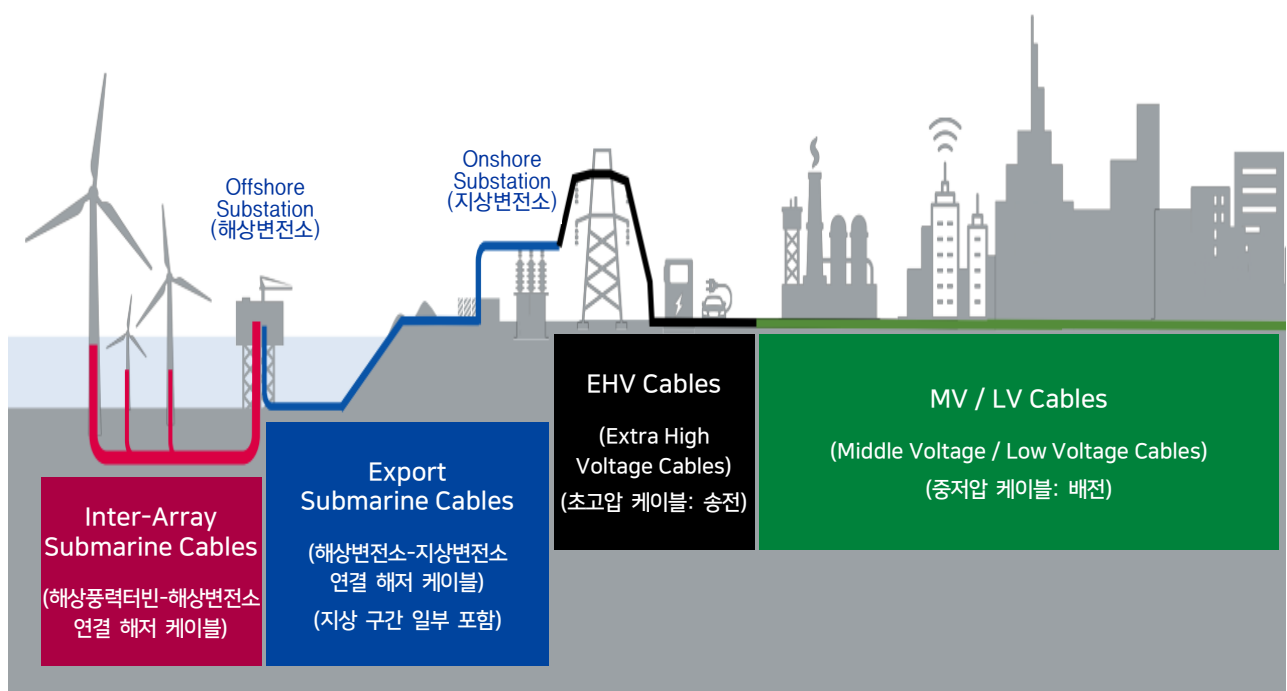 Offshore
Substation
(해상변전소)
Onshore
Substation
(지상변전소)
Inter-Array
Submarine Cables
(해상풍력터빈-해상변전소
연결 해저 케이블)
Export
Submarine Cables
(해상변전소-지상변전소
연결 해저 케이블)
(지상 구간 일부 포함)
EHV Cables
(Extra High
Voltage Cables)
(초고압 케이블: 송전)
MV / LV Cables
(Middle Voltage / Low Voltage Cables)
(중저압 케이블: 배전)